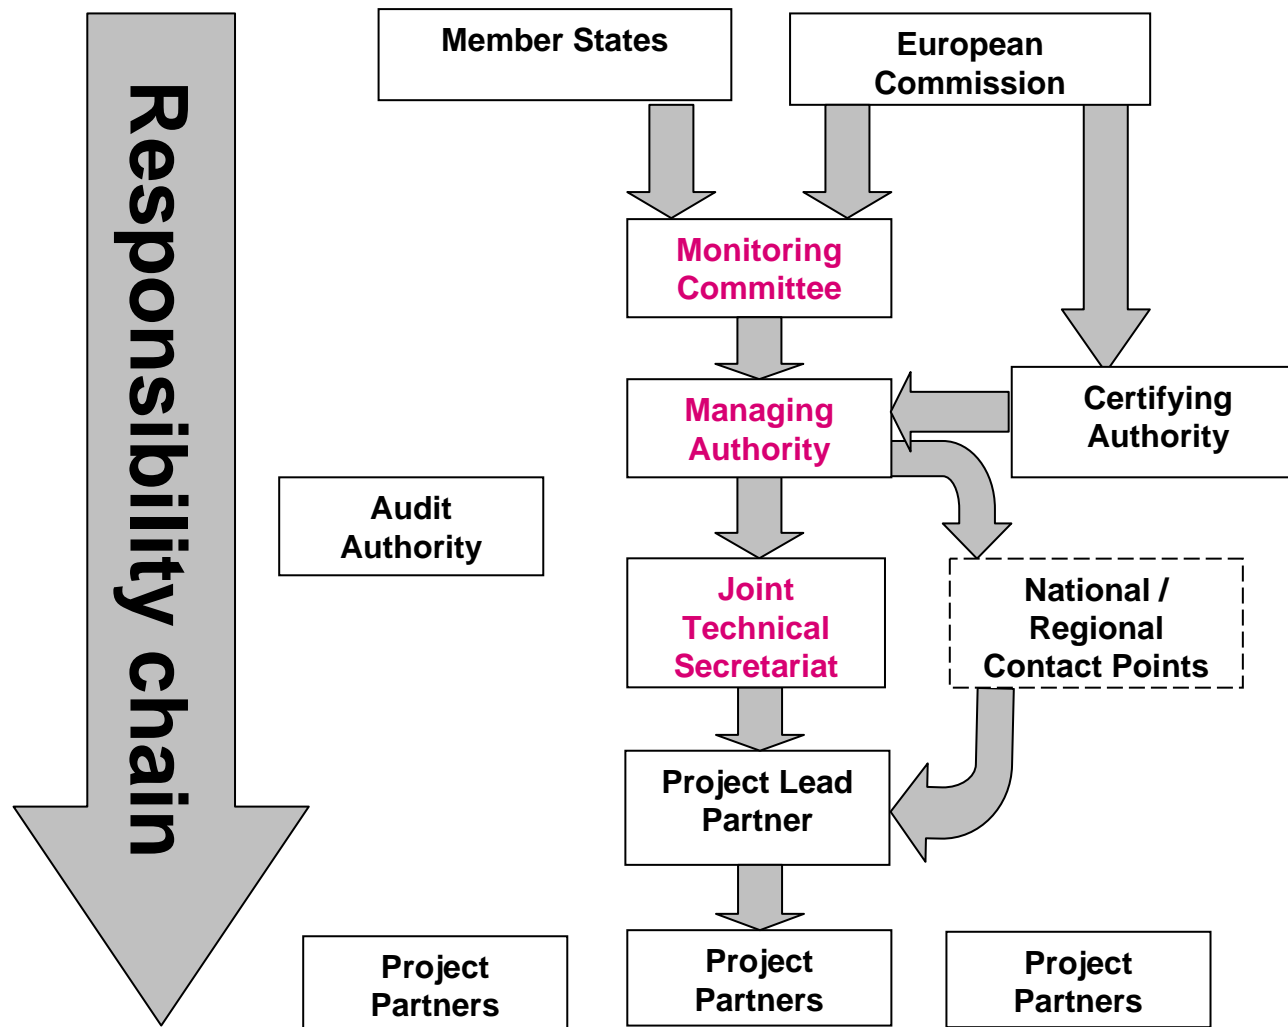 Responsibility chain
Member States
European
Commission
Monitoring
Committee
Managing
Authority
Certifying
Authority
Audit
Authority
Joint
Technical
Secretariat
National /
Regional
Contact Points
Project Lead
Partner
Project
Partners
Project
Partners
Project
Partners